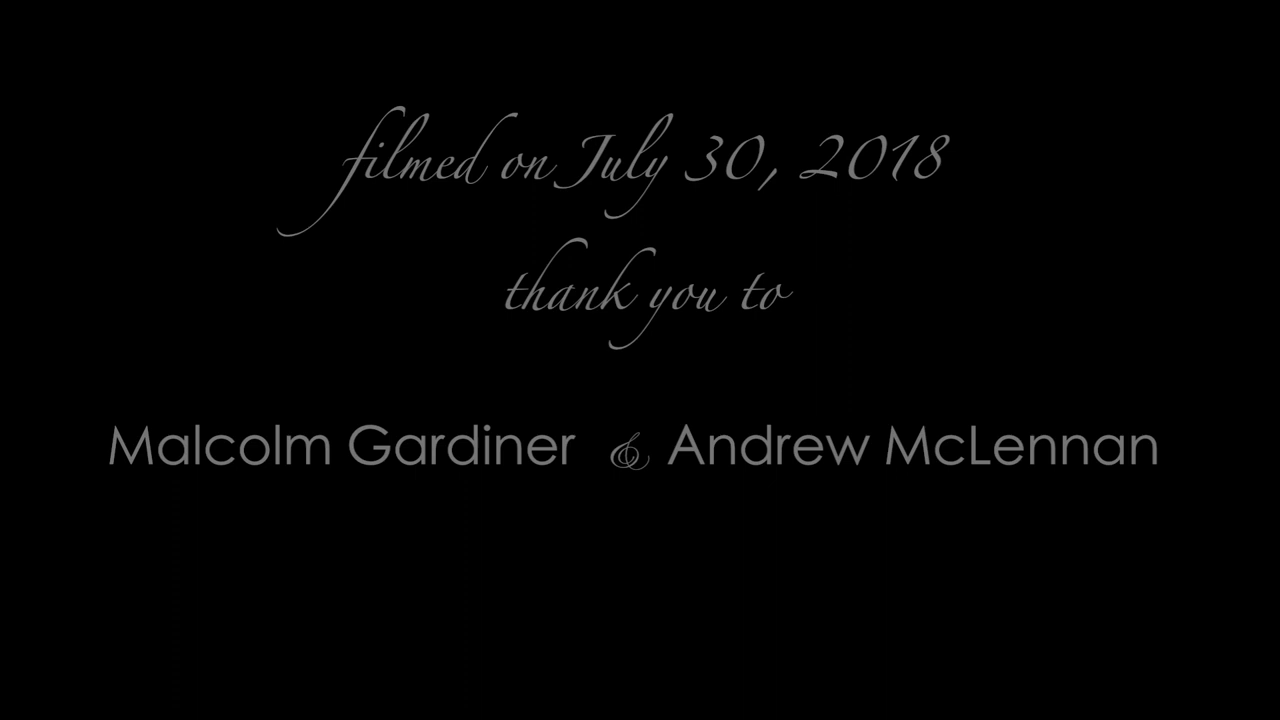 filmed on July 30, 2018
thank you to
Malcolm Gardiner & Andrew McLennan